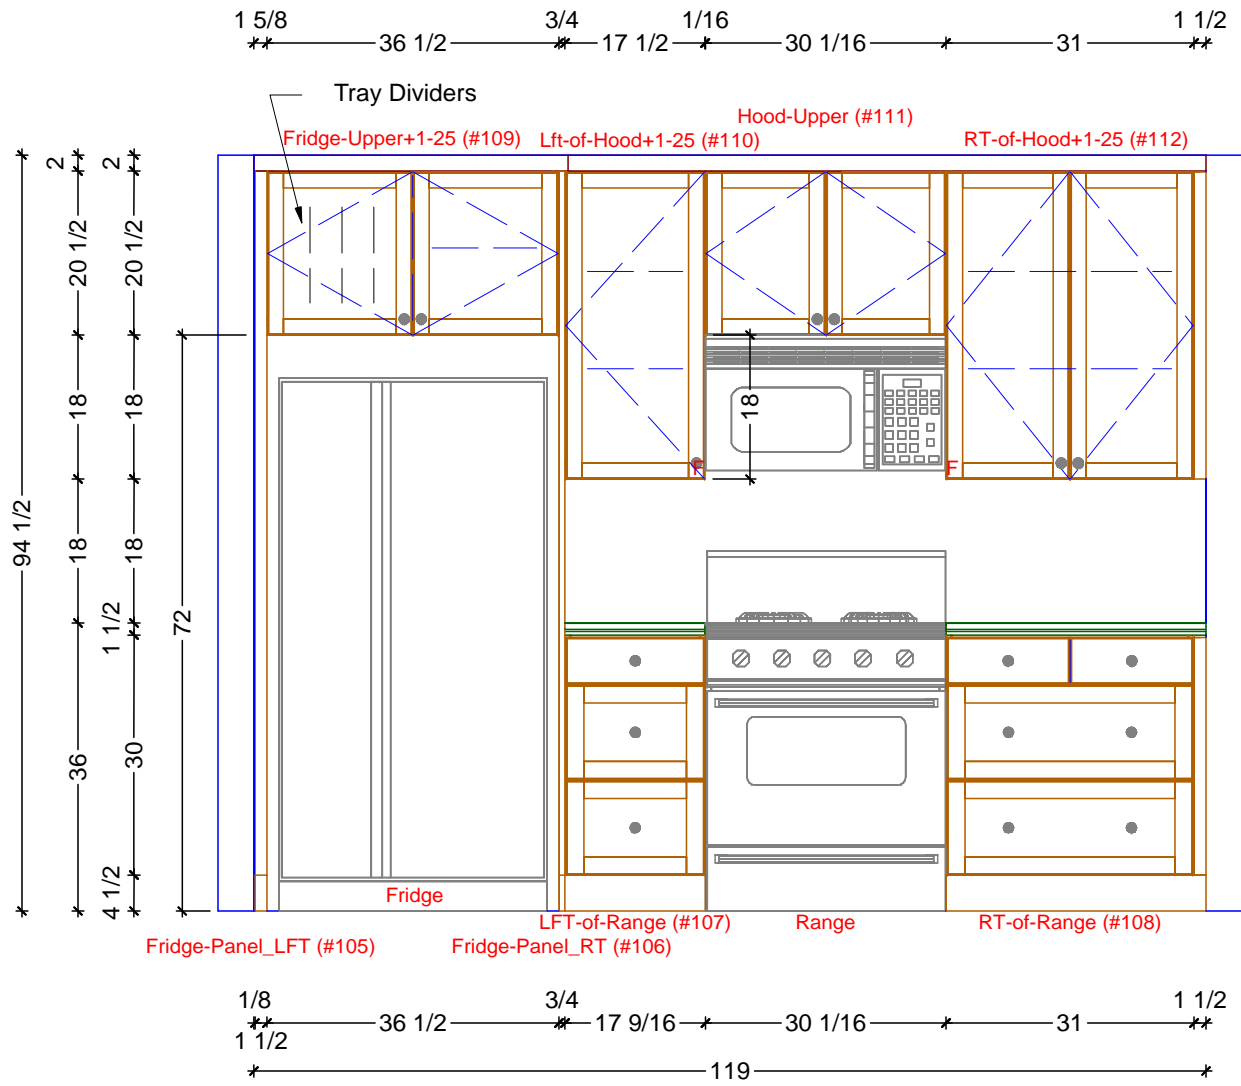 1 5/8 3/4 1/16 1 1/2
36 1/2 17 1/2 30 1/16 31
Tray Dividers
Hood-Upper (#111)
Fridge-Upper+1-25 (#109) Lft-of-Hood+1-25 (#110) RT-of-Hood+1-25 (#112)
2 2
20 1/2 20 1/2
18 18 18
F F
94 1/2
18 18
1 1/2
72
36 30
4 1/2
Fridge
LFT-of-Range (#107) Range RT-of-Range (#108)
Fridge-Panel_LFT (#105) Fridge-Panel_RT (#106)
1/8 3/4 1 1/2
36 1/2 17 9/16 30 1/16 31
1 1/2
119